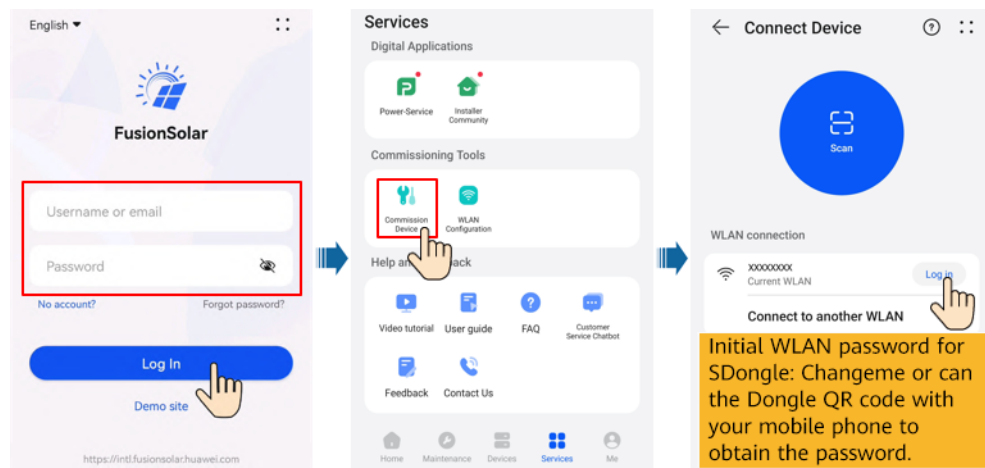 English ▼
FusionSolar
Username or email
Password
No account?
Forgot password?
Log In
Demo site
https://intl.fusionsolar.huawei.com
Services
Digital Applications
Power-Service
Installer
Community
Commissioning Tools
Commission
Device
WLAN
Configuration
Help an back
Video tutorial
User guide
FAQ
Customer
Service Chatbot
Feedback
Contact Us
Home
Maintenance
Devices
Services
Me
Connect Device
Scan
WLAN connection
XXXXXXXX
Current WLAN
Log in
Connect to another WLAN
Initial WLAN password for
SDongle: Changeme or can
the Dongle QR code with
your mobile phone to
obtain the password.